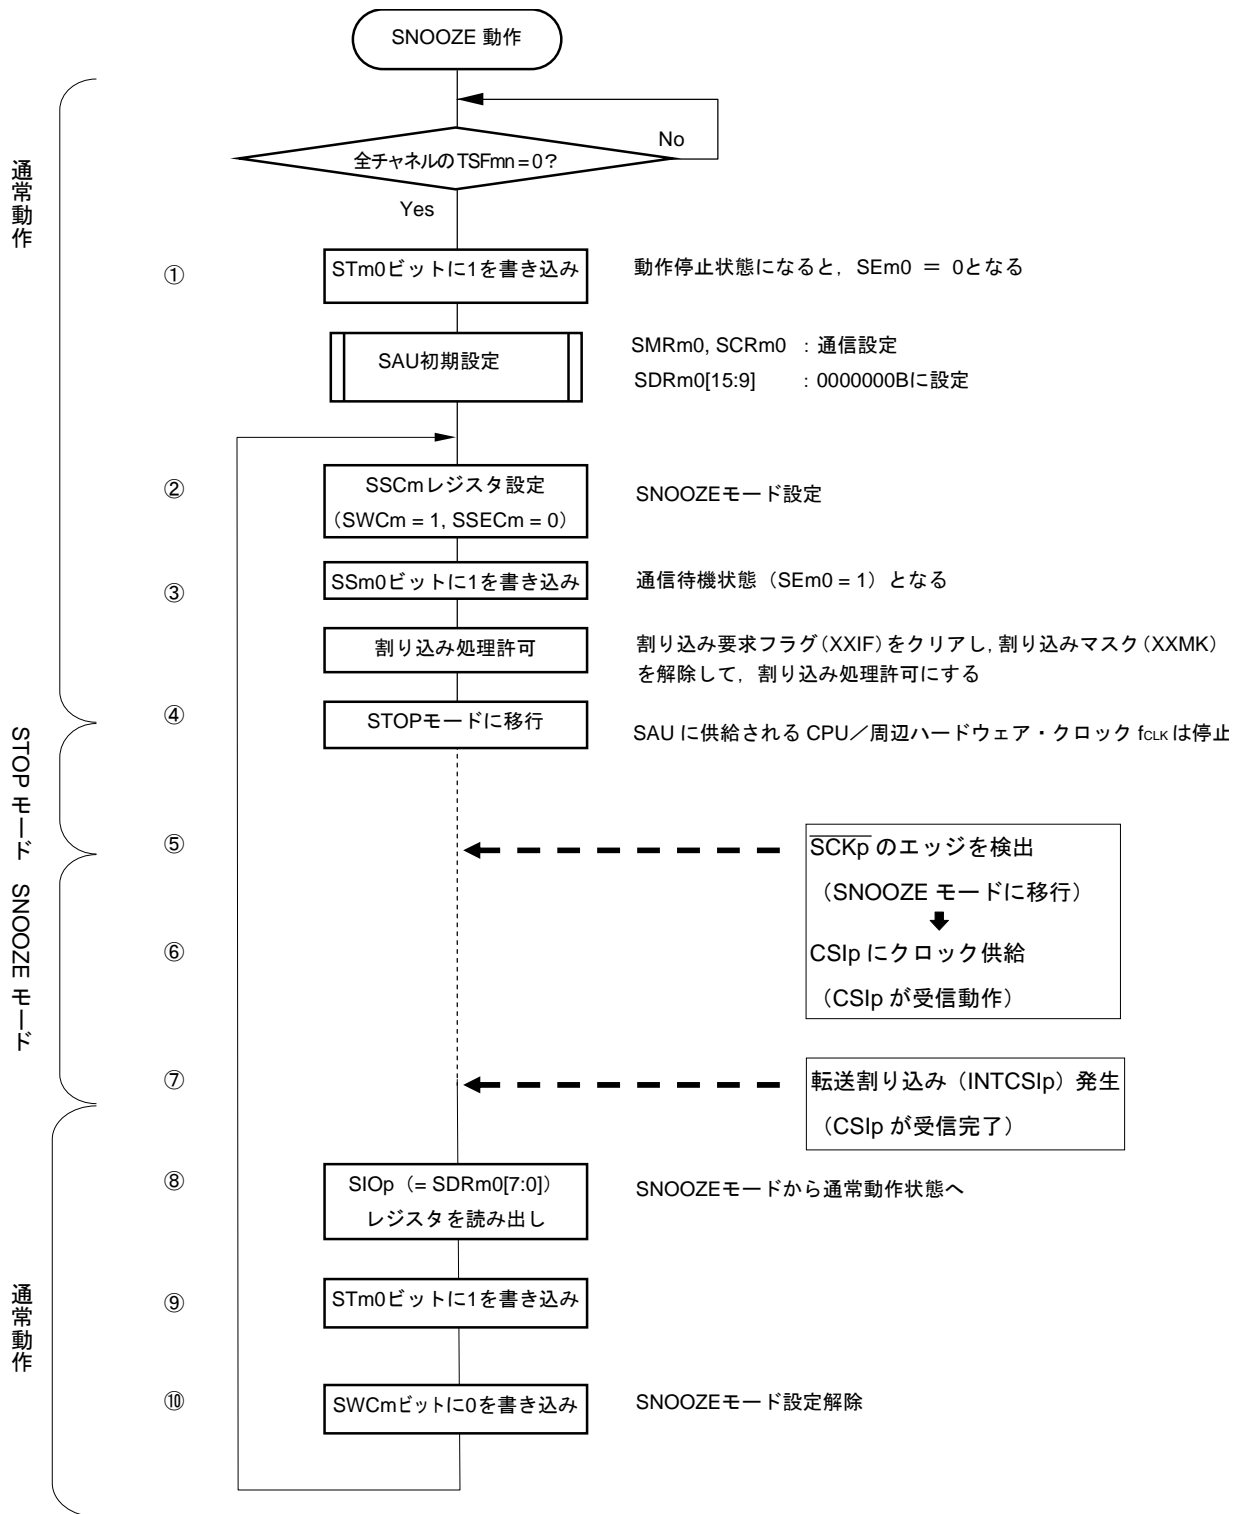 SNOOZE 動作
No
全チャネルのTSFmn = 0？
Yes
通常動作
①
STm0ビットに1を書き込み
動作停止状態になると，SEm0 ＝ 0となる
SAU初期設定
SMRm0, SCRm0 ：通信設定
SDRm0[15:9] ：0000000Bに設定
②
SSCmレジスタ設定
（SWCm = 1, SSECm = 0）
SNOOZEモード設定
③
SSm0ビットに1を書き込み
通信待機状態（SEm0 = 1）となる
割り込み処理許可
割り込み要求フラグ（XXIF）をクリアし，割り込みマスク（XXMK）
を解除して，割り込み処理許可にする
④
STOPモードに移行
SAU に供給される CPU／周辺ハードウェア・クロック fCLK は停止
STOP モード
⑤
SCKp のエッジを検出
（SNOOZE モードに移行）
SNOOZE モード
⑥
CSIp にクロック供給
（CSIp が受信動作）
⑦
転送割り込み（INTCSIp）発生
（CSIp が受信完了）
⑧
SIOp（= SDRm0[7:0]）
レジスタを読み出し
SNOOZEモードから通常動作状態へ
通常動作
⑨
STm0ビットに1を書き込み
⑩
SWCmビットに0を書き込み
SNOOZEモード設定解除